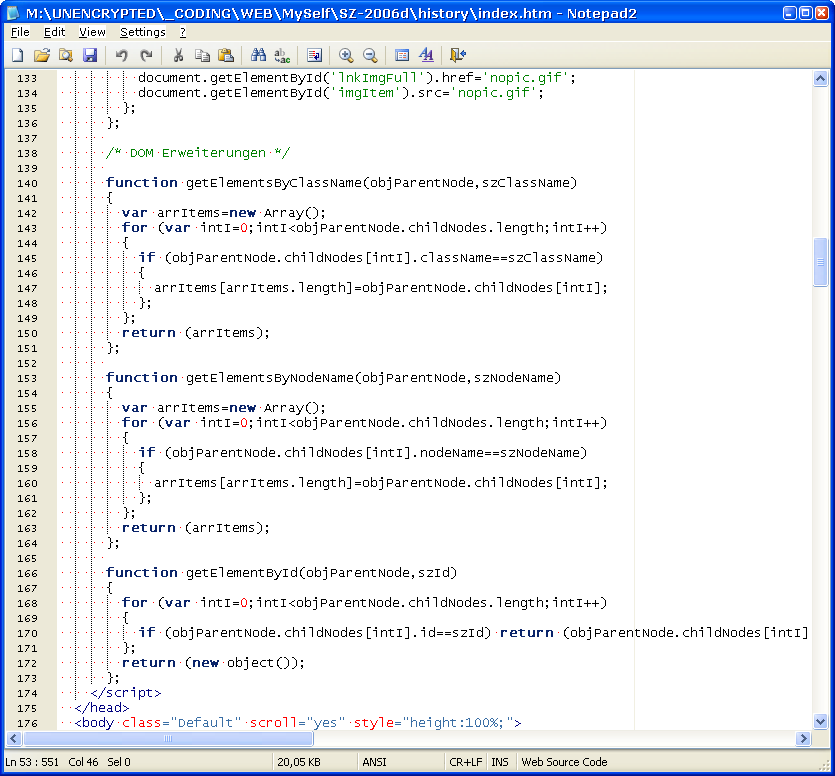 M:\UNENCRYPTED\_CODING\WEB\MySelf\SZ-2006d\history\index.htm - Notepad2
File Edit View Settings ?
133 document.getElementById('lnkImgFull').href='nopic.gif';
134 document.getElementById('imgItem').src='nopic.gif';
135 };
136 };
137
138 /* DOM Erweiterungen */
139
140 function getElementsByClassName(objParentNode,szClassName)
141 {
142 var arrItems=new Array();
143 for (var intI=0;intI<objParentNode.childNodes.length;intI++)
144 {
145 if (objParentNode.childNodes[intI].className==szClassName)
146 {
147 arrItems[arrItems.length]=objParentNode.childNodes[intI];
148 };
149 };
150 return (arrItems);
151 };
152
153 function getElementsByNodeName(objParentNode,szNodeName)
154 {
155 var arrItems=new Array();
156 for (var intI=0;intI<objParentNode.childNodes.length;intI++)
157 {
158 if (objParentNode.childNodes[intI].nodeName==szNodeName)
159 {
160 arrItems[arrItems.length]=objParentNode.childNodes[intI];
161 };
162 };
163 return (arrItems);
164 };
165
166 function getElementById(objParentNode,szId)
167 {
168 for (var intI=0;intI<objParentNode.childNodes.length;intI++)
169 {
170 if (objParentNode.childNodes[intI].id==szId) return (objParentNode.childNodes[intI]
171 };
172 return (new object());
173 };
174 </script>
175 </head>
176 <body class="Default" scroll="yes" style="height:100%;">
Ln 53 : 551 Col 46 Sel 0 20,05 KB ANSI CR+LF INS Web Source Code